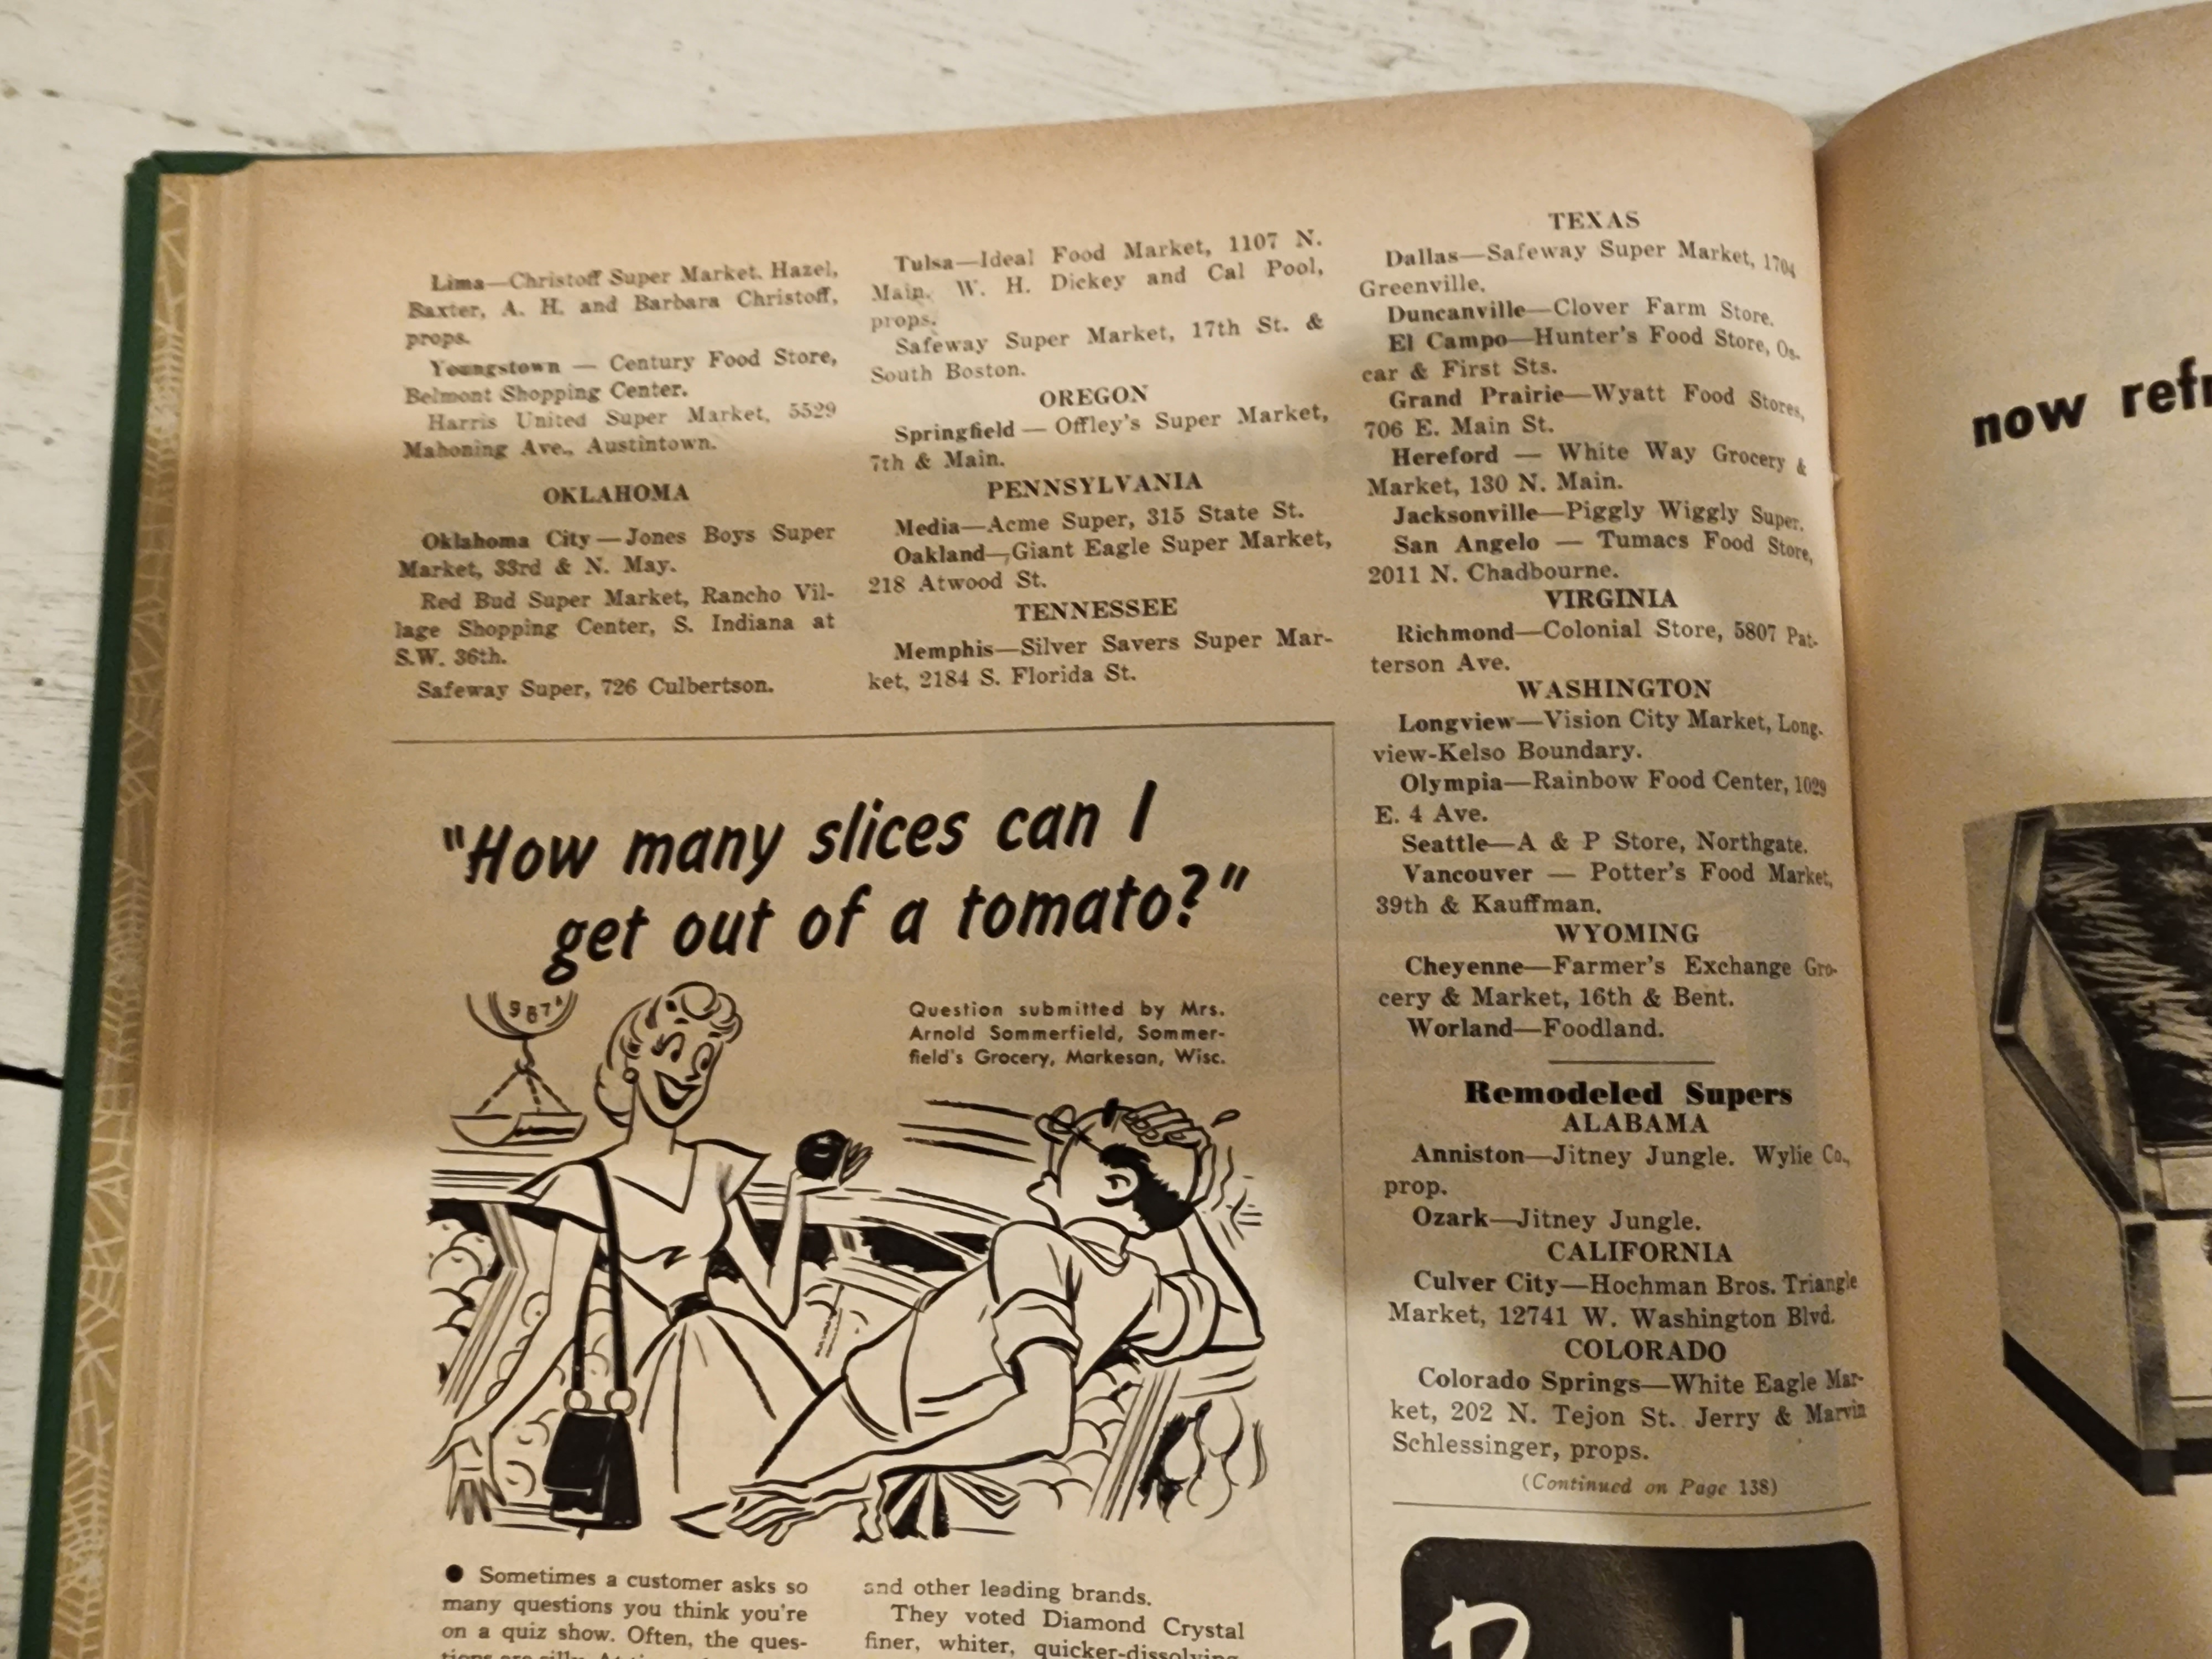 Lima—Christoff Super Market. Hazel,
Baxter, A. H. and Barbara Christoff,
props.
Youngstown — Century Food Store,
Belmont Shopping Center.
Harris United Super Market, 5529
Mahoning Ave., Austintown.
OKLAHOMA
Oklahoma City—Jones Boys Super
Market, 33rd & N. May.
Red Bud Super Market, Rancho Vil-
lage Shopping Center, S. Indiana at
S.W. 36th.
Safeway Super, 726 Culbertson.
Tulsa—Ideal Food Market, 1107 N.
Main. W. H. Dickey and Cal Pool,
props.
Safeway Super Market, 17th St. &
South Boston.
OREGON
Springfield — Offley's Super Market,
7th & Main.
PENNSYLVANIA
Media—Acme Super, 315 State St.
Oakland—Giant Eagle Super Market,
218 Atwood St.
TENNESSEE
Memphis—Silver Savers Super Mar-
ket, 2184 S. Florida St.
TEXAS
Dallas—Safeway Super Market, 1704
Greenville.
Duncanville—Clover Farm Store.
El Campo—Hunter's Food Store, Os-
car & First Sts.
Grand Prairie—Wyatt Food Stores,
706 E. Main St.
Hereford — White Way Grocery &
Market, 130 N. Main.
Jacksonville—Piggly Wiggly Super.
San Angelo — Tumacs Food Store,
2011 N. Chadbourne.
VIRGINIA
Richmond—Colonial Store, 5807 Pat-
terson Ave.
WASHINGTON
Longview—Vision City Market, Long-
view-Kelso Boundary.
Olympia—Rainbow Food Center, 1029
E. 4 Ave.
Seattle—A & P Store, Northgate.
Vancouver — Potter's Food Market,
39th & Kauffman.
WYOMING
Cheyenne—Farmer's Exchange Gro-
cery & Market, 16th & Bent.
Worland—Foodland.
Remodeled Supers
ALABAMA
Anniston—Jitney Jungle. Wylie Co.,
prop.
Ozark—Jitney Jungle.
CALIFORNIA
Culver City—Hochman Bros. Triangle
Market, 12741 W. Washington Blvd.
COLORADO
Colorado Springs—White Eagle Mar-
ket, 202 N. Tejon St. Jerry & Marvin
Schlessinger, props.
(Continued on Page 138)
"How many slices can I
get out of a tomato?"
Question submitted by Mrs.
Arnold Sommerfield, Sommer-
field's Grocery, Markesan, Wisc.
● Sometimes a customer asks so
many questions you think you're
on a quiz show. Often, the ques-
and other leading brands.
They voted Diamond Crystal
finer, whiter, quicker-dissolving
now